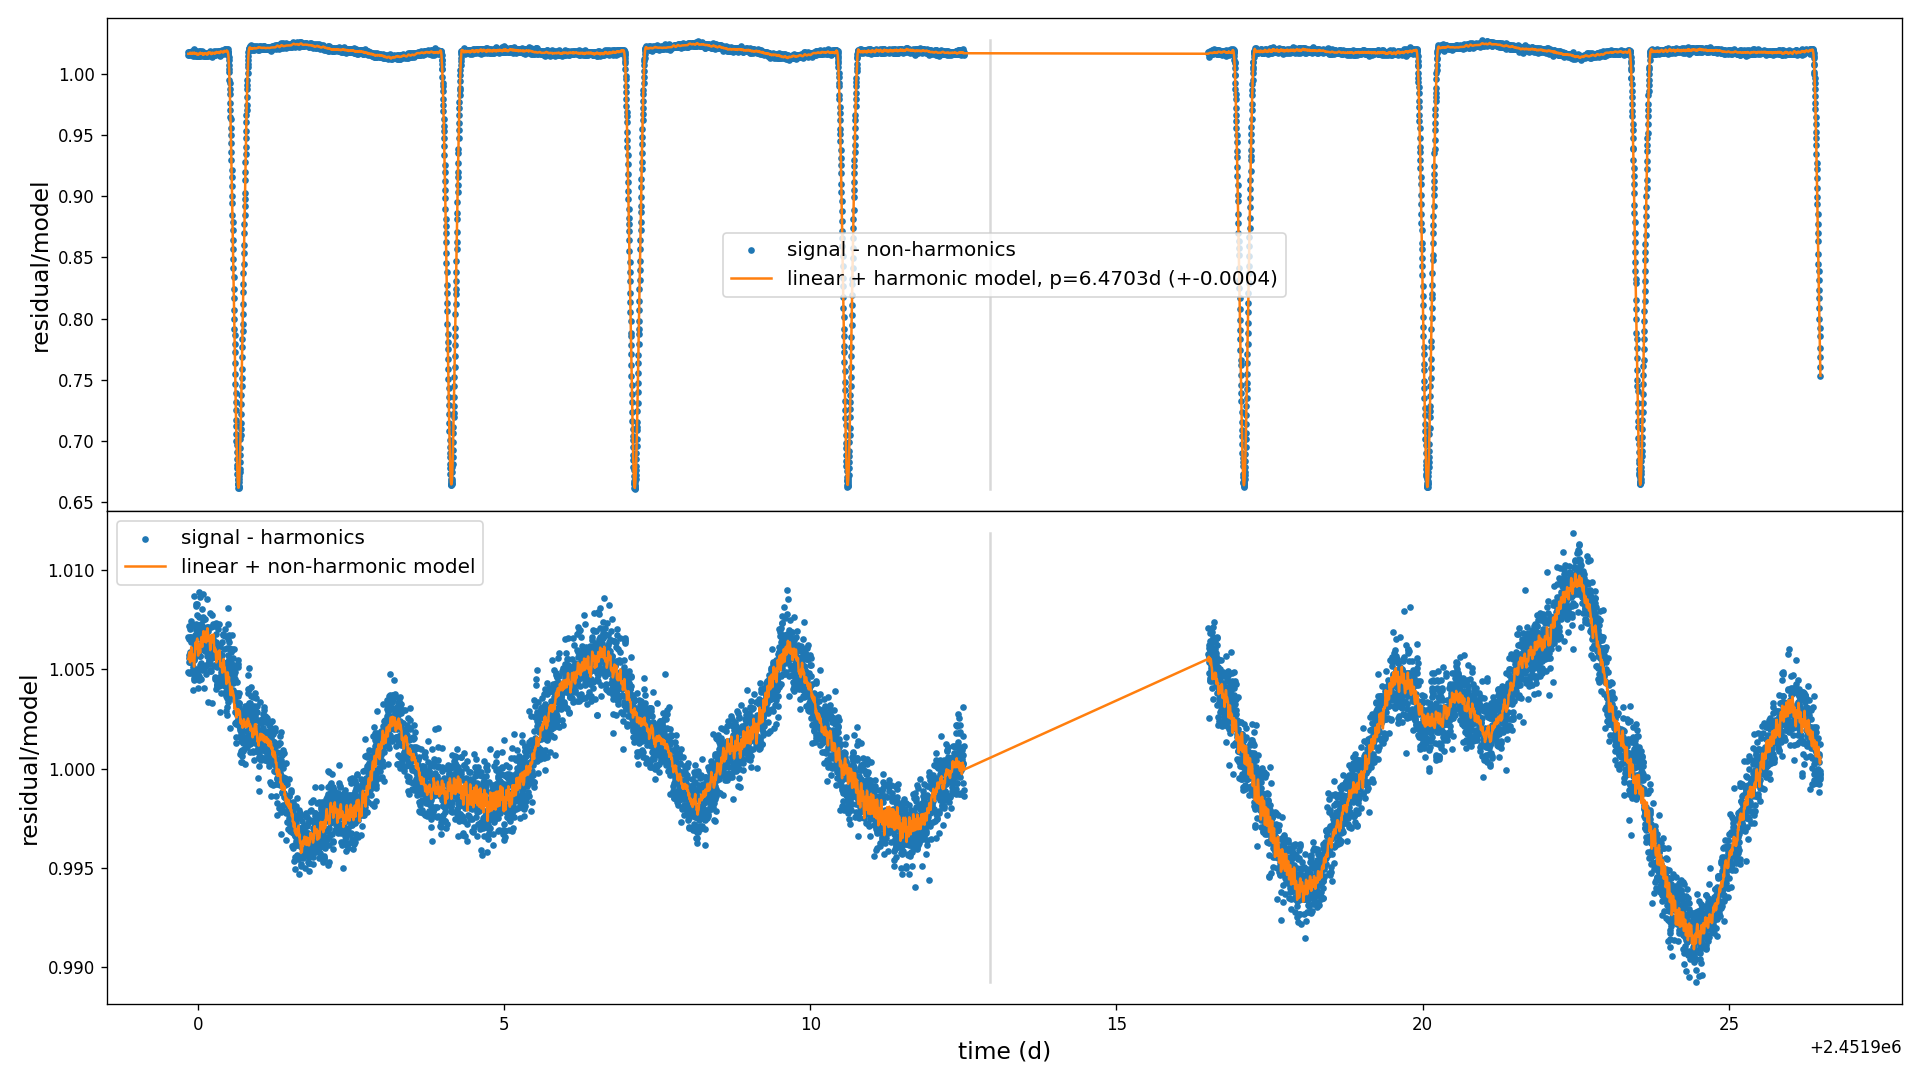 1.00
0.95
0.90
0.85
0.80
0.75
0.70
0.65
residual/model
signal - non-harmonics
linear + harmonic model, p=6.4703d (+-0.0004)
signal - harmonics
linear + non-harmonic model
1.010
1.005
1.000
0.995
0.990
residual/model
0 5 10 15 20 25
time (d)
+2.4519e6